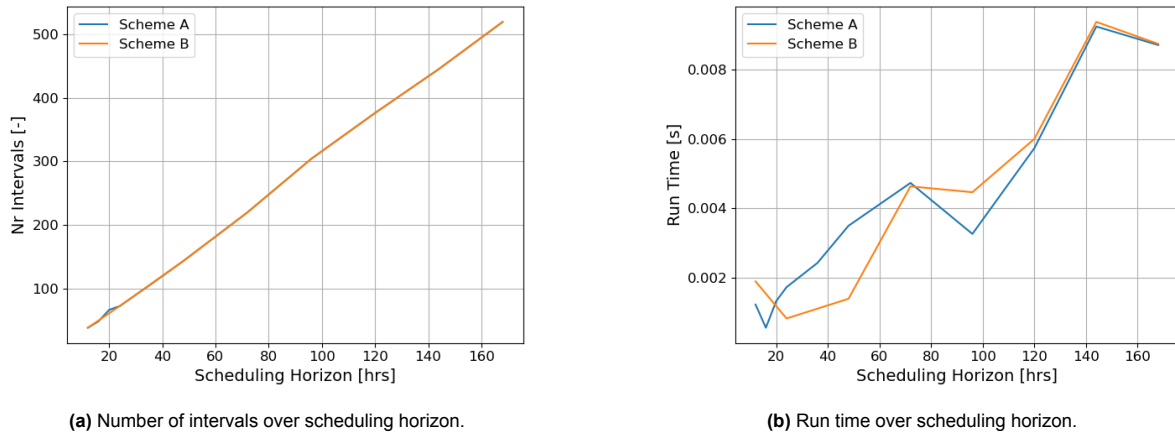 Scheme A
Scheme B
500
400
300
200
100
Nr Intervals [-]
20 40 60 80 100 120 140 160
Scheduling Horizon [hrs]
(a) Number of intervals over scheduling horizon.
Scheme A
Scheme B
0.008
0.006
0.004
0.002
Run Time [s]
20 40 60 80 100 120 140 160
Scheduling Horizon [hrs]
(b) Run time over scheduling horizon.